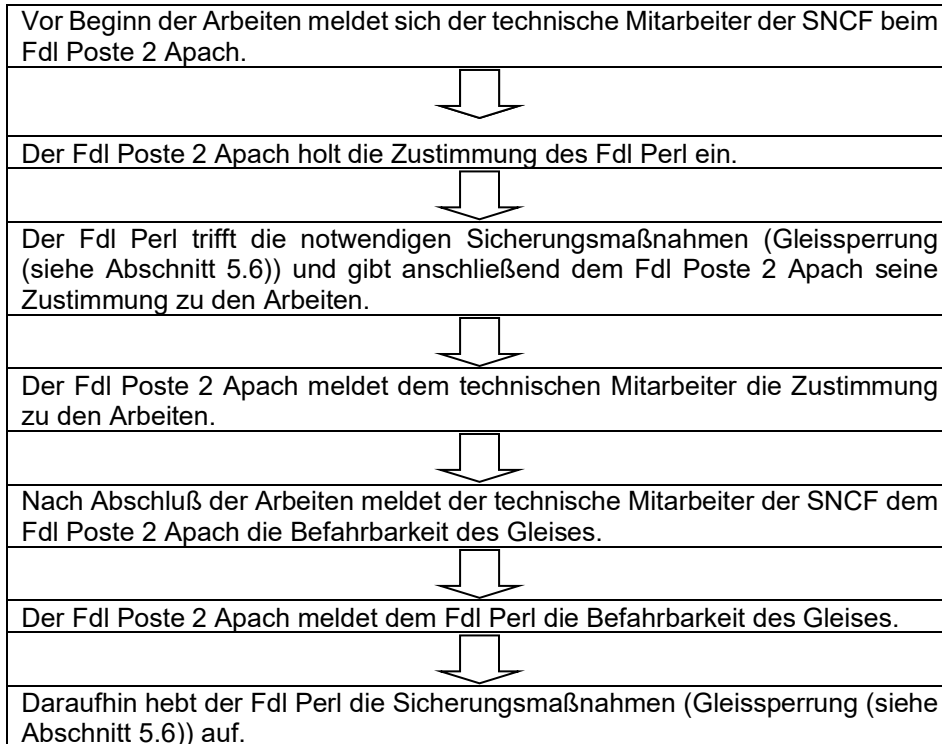 Vor Beginn der Arbeiten meldet sich der technische Mitarbeiter der SNCF beim
Fdl Poste 2 Apach.
Der Fdl Poste 2 Apach holt die Zustimmung des Fdl Perl ein.
Der Fdl Perl trifft die notwendigen Sicherungsmaßnahmen (Gleissperrung
(siehe Abschnitt 5.6)) und gibt anschließend dem Fdl Poste 2 Apach seine
Zustimmung zu den Arbeiten.
Der Fdl Poste 2 Apach meldet dem technischen Mitarbeiter die Zustimmung
zu den Arbeiten.
Nach Abschluß der Arbeiten meldet der technische Mitarbeiter der SNCF dem
Fdl Poste 2 Apach die Befahrbarkeit des Gleises.
Der Fdl Poste 2 Apach meldet dem Fdl Perl die Befahrbarkeit des Gleises.
Daraufhin hebt der Fdl Perl die Sicherungsmaßnahmen (Gleissperrung (siehe
Abschnitt 5.6)) auf.